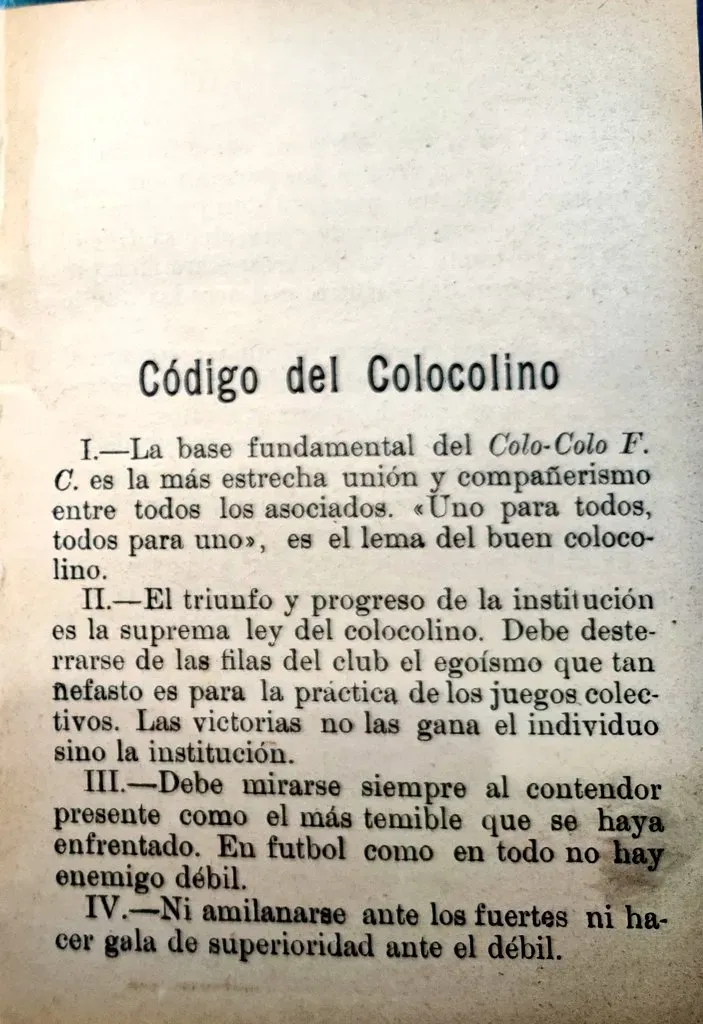 Código del Colocolino
I.—La base fundamental del Colo-Colo F.
C. es la más estrecha unión y compañerismo
entre todos los asociados. «Uno para todos,
todos para uno», es el lema del buen coloco-
lino.
II.—El triunfo y progreso de la institución
es la suprema ley del colocolino. Debe deste-
rrarse de las filas del club el egoísmo que tan
ñefasto es para la práctica de los juegos colec-
tivos. Las victorias no las gana el individuo
sino la institución.
III.—Debe mirarse siempre al contendor
presente como el más temible que se haya
enfrentado. En futbol como en todo no hay
enemigo débil.
IV.—Ni amilanarse ante los fuertes ni ha-
cer gala de superioridad ante el débil.